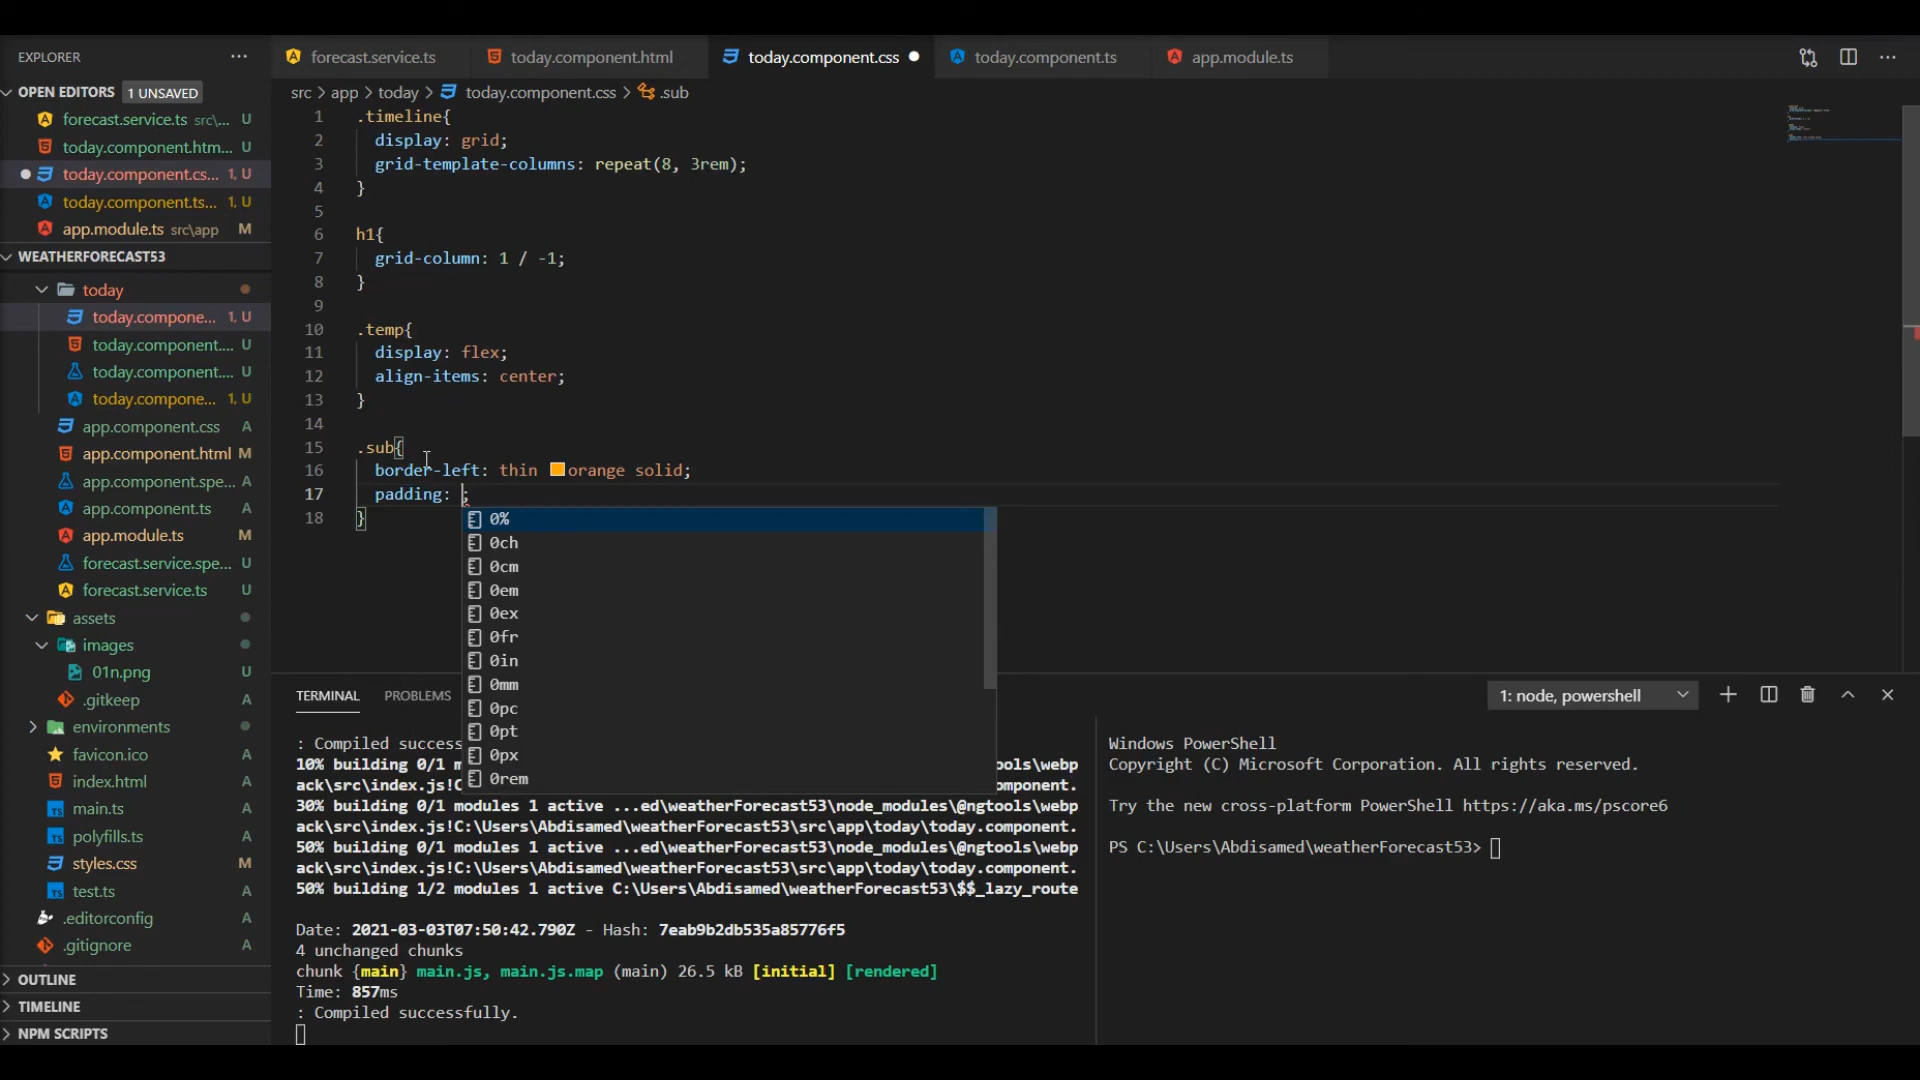 EXPLORER
OPEN EDITORS 1 UNSAVED
forecast.service.ts src\... U
today.component.htm... U
today.component.cs... 1, U
today.component.ts... 1, U
app.module.ts src\app M
WEATHERFORECAST53
today
today.compone... 1, U
today.component.... U
today.component.... U
today.compone... 1, U
app.component.css A
app.component.html M
app.component.spe... A
app.component.ts A
app.module.ts M
forecast.service.spe... U
forecast.service.ts U
assets
images
01n.png U
.gitkeep A
environments
favicon.ico A
index.html A
main.ts A
polyfills.ts A
styles.css M
test.ts A
.editorconfig A
.gitignore A
OUTLINE
TIMELINE
NPM SCRIPTS
forecast.service.ts today.component.html today.component.css today.component.ts app.module.ts
src > app > today > today.component.css > .sub
1 .timeline{
2 display: grid;
3 grid-template-columns: repeat(8, 3rem);
4 }
5
6 h1{
7 grid-column: 1 / -1;
8 }
9
10 .temp{
11 display: flex;
12 align-items: center;
13 }
14
15 .sub{
16 border-left: thin orange solid;
17 padding: ;
18 }
0%
0ch
0cm
0em
0ex
0fr
0in
0mm
0pc
0pt
0px
0rem
TERMINAL PROBLEMS
1: node, powershell
: Compiled success
10% building 0/1 m ools\webp
ack\src\index.js!C component.
30% building 0/1 modules 1 active ...ed\weatherForecast53\node_modules\@ngtools\webp
ack\src\index.js!C:\Users\Abdisamed\weatherForecast53\src\app\today\today.component.
50% building 0/1 modules 1 active ...ed\weatherForecast53\node_modules\@ngtools\webp
ack\src\index.js!C:\Users\Abdisamed\weatherForecast53\src\app\today\today.component.
50% building 1/2 modules 1 active C:\Users\Abdisamed\weatherForecast53\$$_lazy_route
Date: 2021-03-03T07:50:42.790Z - Hash: 7eab9b2db535a85776f5
4 unchanged chunks
chunk {main} main.js, main.js.map (main) 26.5 kB [initial] [rendered]
Time: 857ms
: Compiled successfully.
Windows PowerShell
Copyright (C) Microsoft Corporation. All rights reserved.
Try the new cross-platform PowerShell https://aka.ms/pscore6
PS C:\Users\Abdisamed\weatherForecast53>